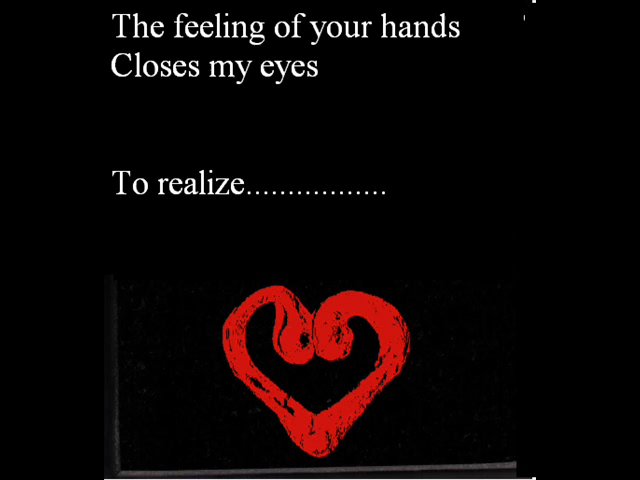 The feeling of your hands
Closes my eyes
To realize.................